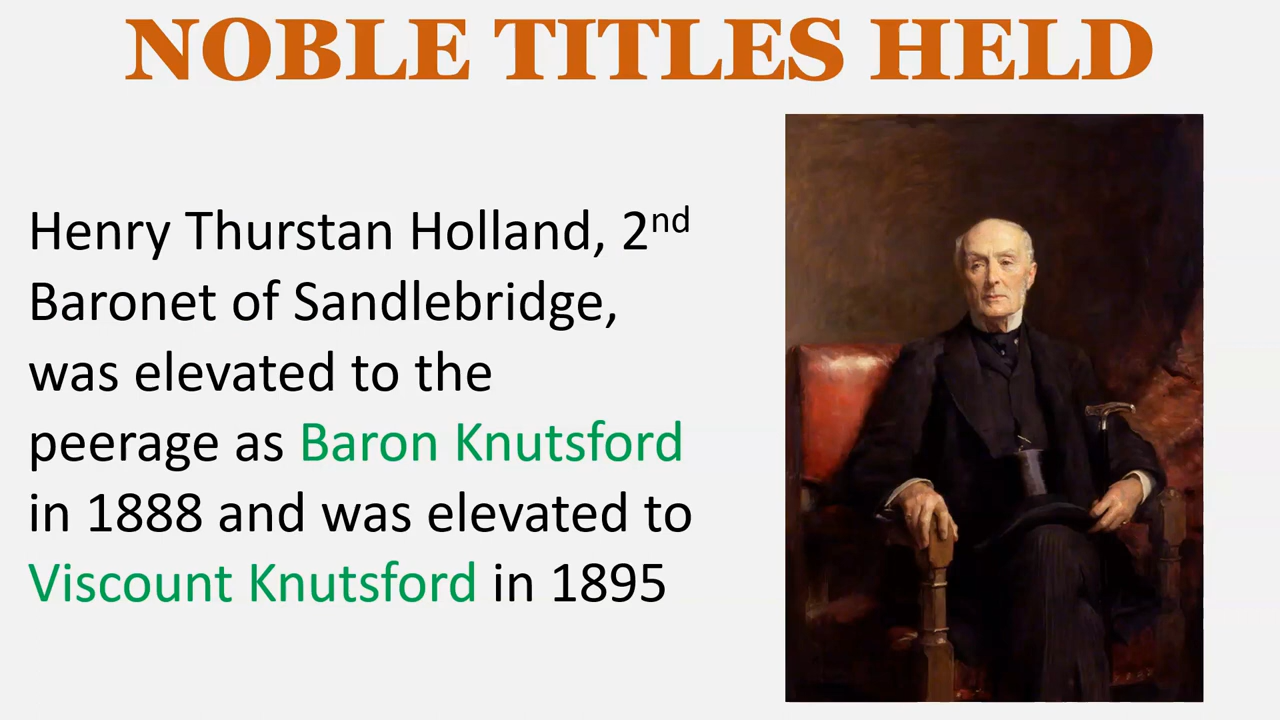 NOBLE TITLES HELD
Henry Thurstan Holland, 2nd
Baronet of Sandlebridge,
was elevated to the
peerage as Baron Knutsford
in 1888 and was elevated to
Viscount Knutsford in 1895